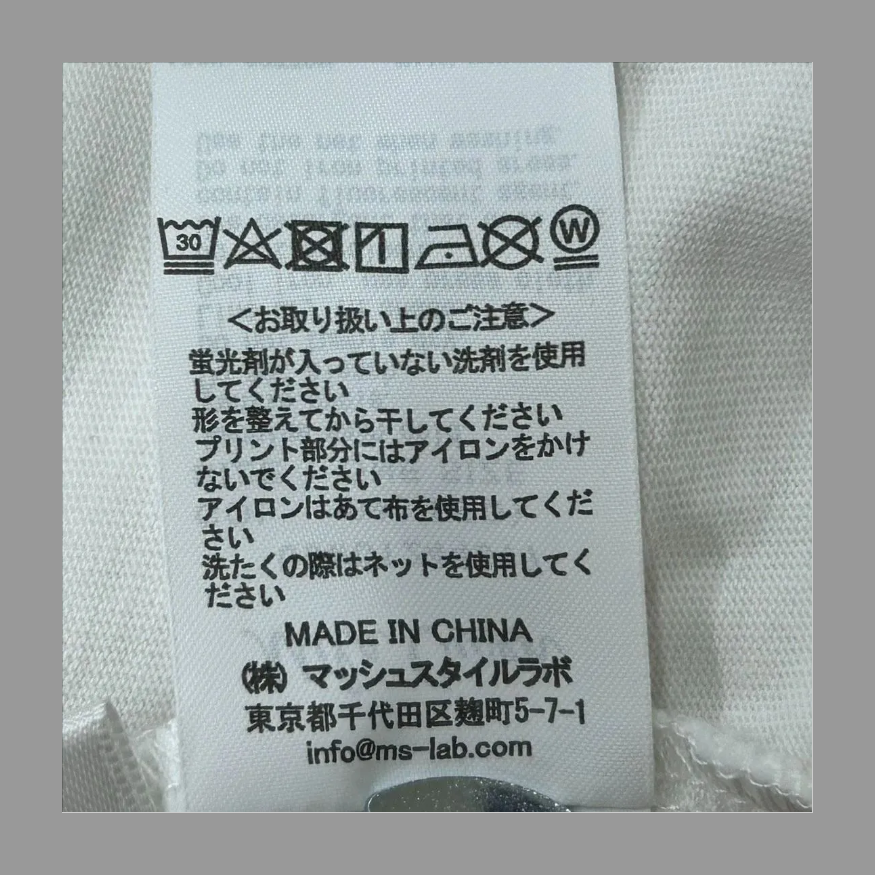 30
W
<お取り扱い上のご注意>
蛍光剤が入っていない洗剤を使用
してください
形を整えてから干してください
プリント部分にはアイロンをかけ
ないでください
アイロンはあて布を使用してくだ
さい
洗たくの際はネットを使用してく
ださい
MADE IN CHINA
(株) マッシュスタイルラボ
東京都千代田区麹町5-7-1
info@ms-lab.com